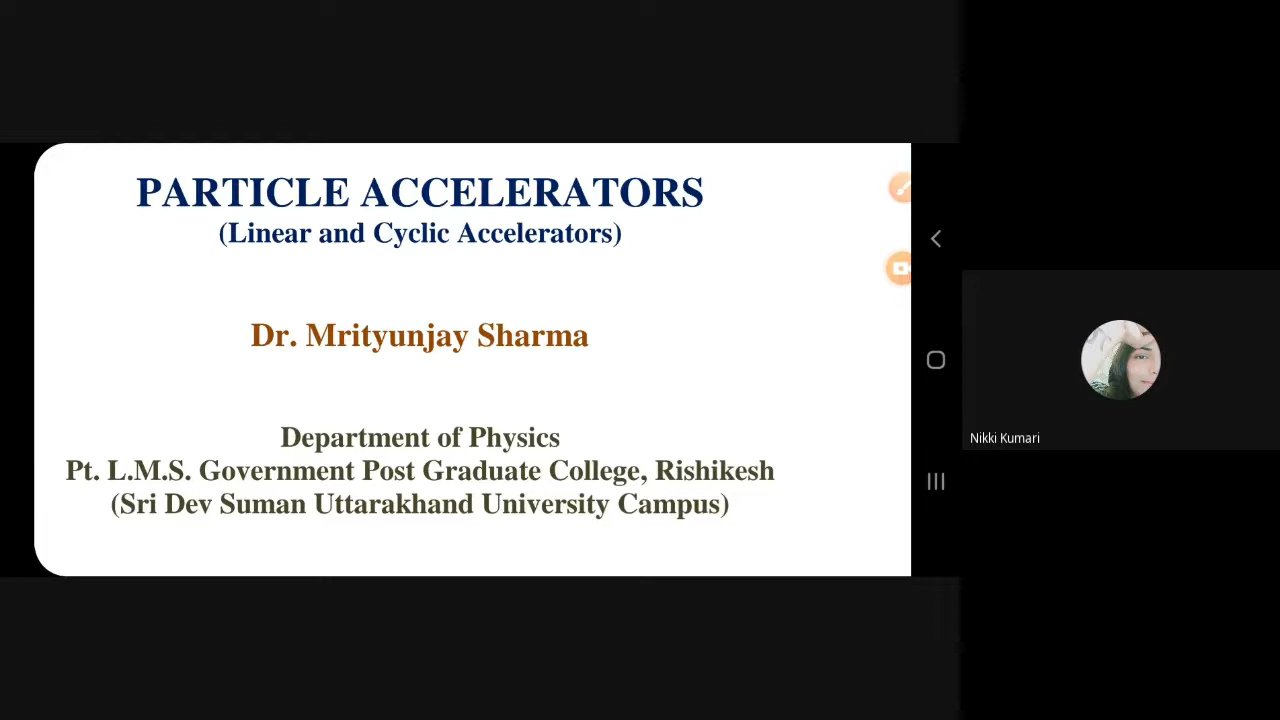 PARTICLE ACCELERATORS
(Linear and Cyclic Accelerators)
Dr. Mrityunjay Sharma
Department of Physics
Pt. L.M.S. Government Post Graduate College, Rishikesh
(Sri Dev Suman Uttarakhand University Campus)
Nikki Kumari